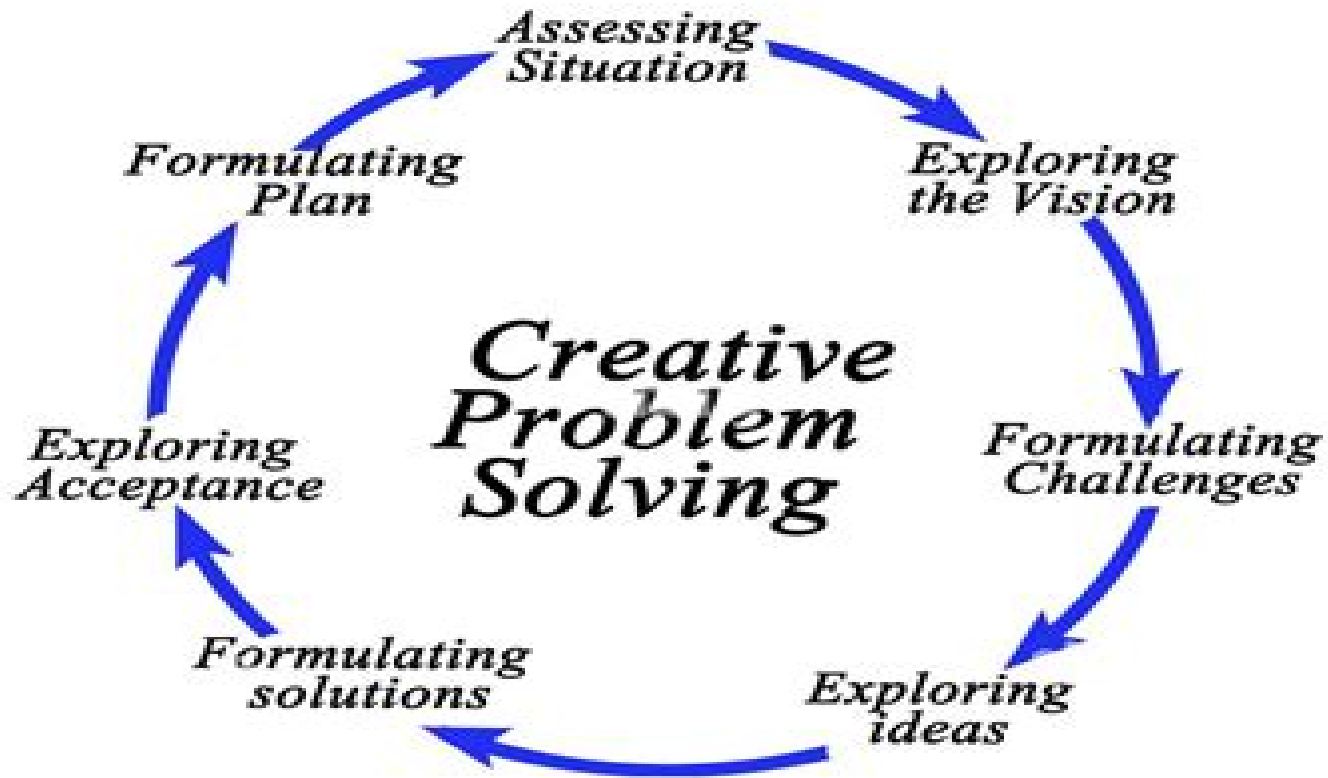 Assessing
Situation
Exploring
the Vision
Formulating
Challenges
Exploring
ideas
Formulating
solutions
Exploring
Acceptance
Formulating
Plan
Creative
Problem
Solving